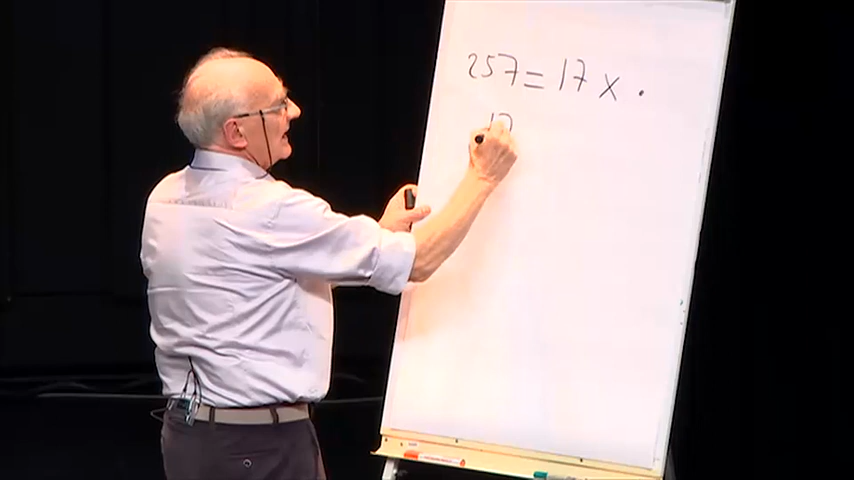 257 = 17 x .